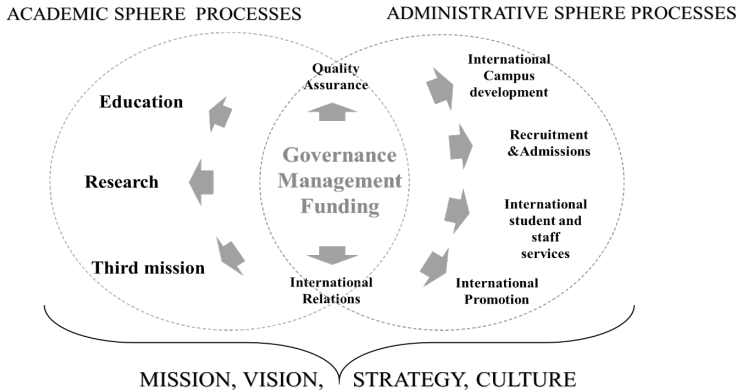 ACADEMIC SPHERE PROCESSES
ADMINISTRATIVE SPHERE PROCESSES
Education
Research
Third mission
Quality
Assurance
Governance
Management
Funding
International
Relations
International
Campus
development
Recruitment
&Admissions
International
student and
staff
services
International
Promotion
MISSION, VISION, STRATEGY, CULTURE